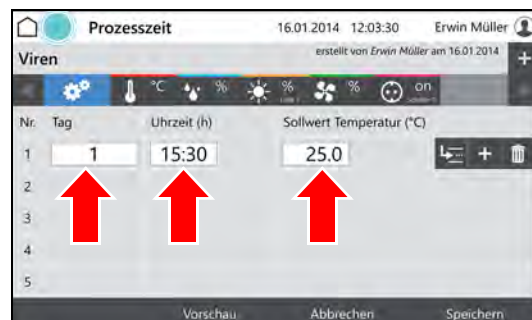 Prozesszeit 16.01.2014 12:03:30 Erwin Müller
Viren erstellt von Erwin Müller am 16.01.2014 +
°C % % % on
Nr. Tag Uhrzeit (h) Sollwert Temperatur (°C)
1 1 15:30 25.0 +
2
3
4
5
Vorschau Abbrechen Speichern